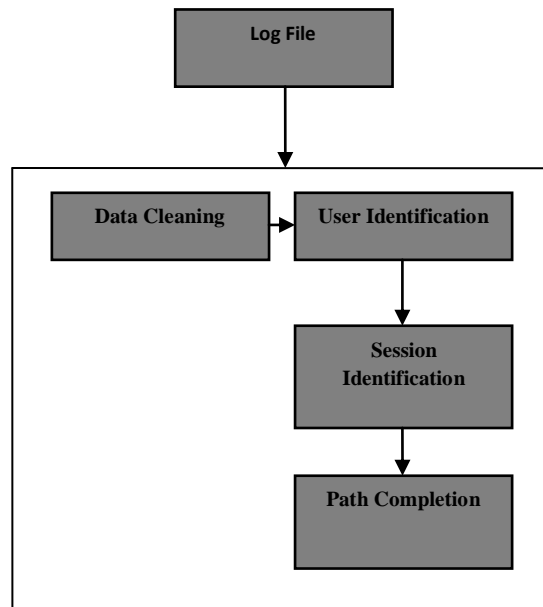 Log File
Data Cleaning
User Identification
Session
Identification
Path Completion